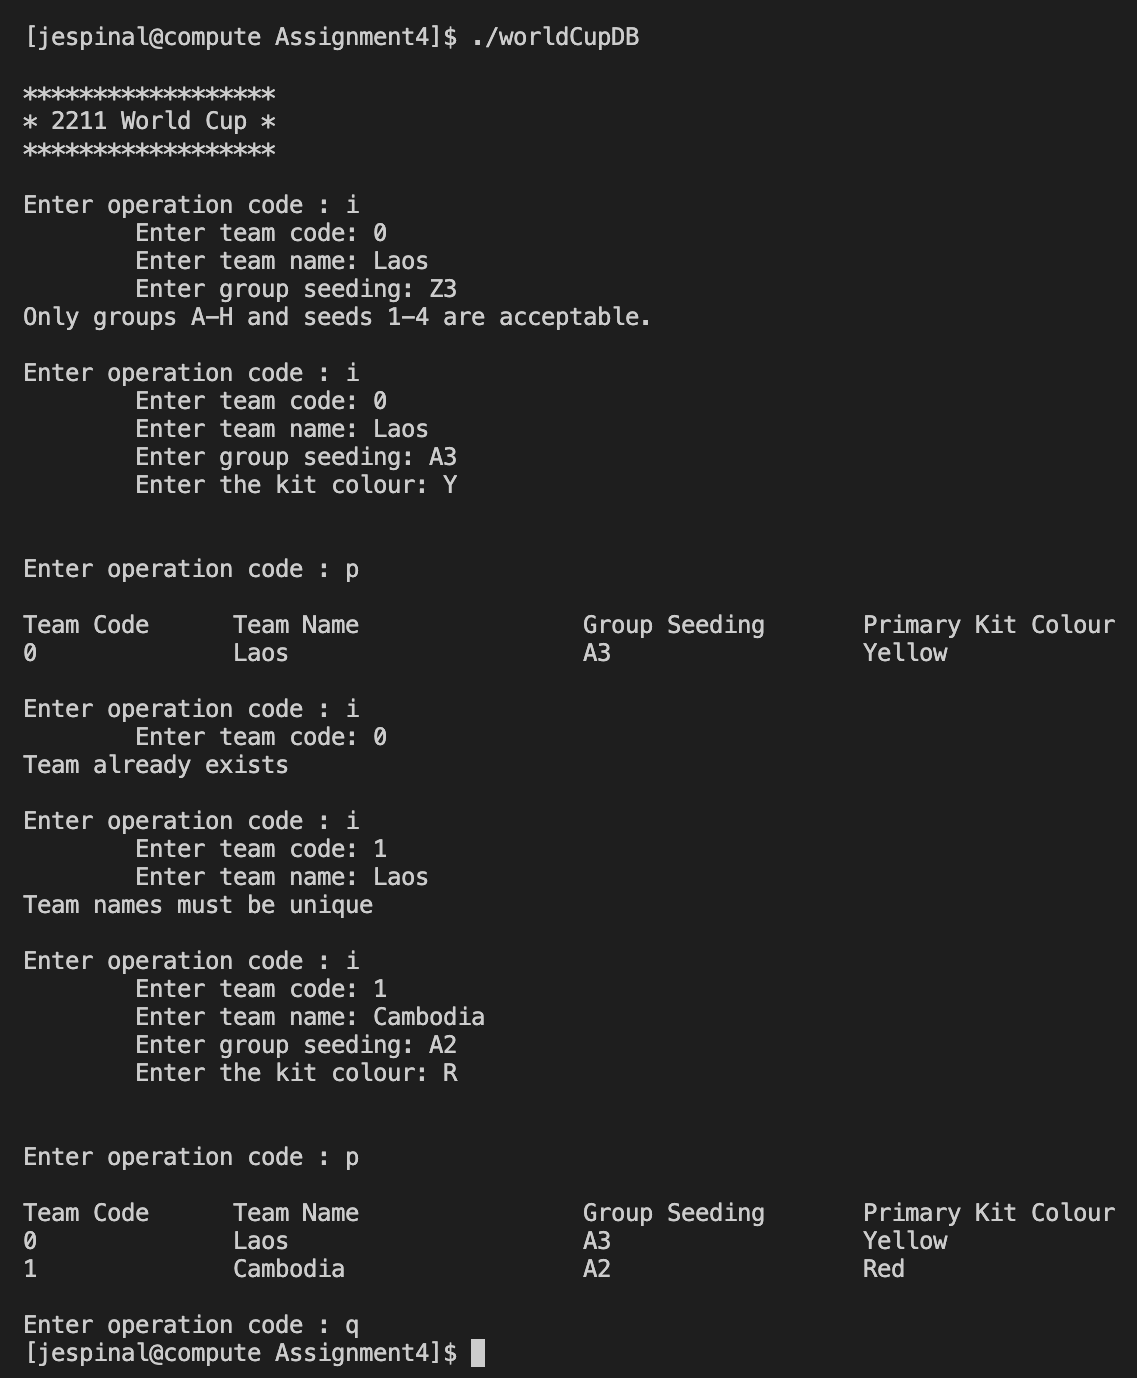 [jespinal@compute Assignment4]$ ./worldCupDB
******************
* 2211 World Cup *
******************
Enter operation code : i
Enter team code: 0
Enter team name: Laos
Enter group seeding: Z3
Only groups A-H and seeds 1-4 are acceptable.
Enter operation code : i
Enter team code: 0
Enter team name: Laos
Enter group seeding: A3
Enter the kit colour: Y
Enter operation code : p
Team Code Team Name Group Seeding Primary Kit Colour
0 Laos A3 Yellow
Enter operation code : i
Enter team code: 0
Team already exists
Enter operation code : i
Enter team code: 1
Enter team name: Laos
Team names must be unique
Enter operation code : i
Enter team code: 1
Enter team name: Cambodia
Enter group seeding: A2
Enter the kit colour: R
Enter operation code : p
Team Code Team Name Group Seeding Primary Kit Colour
0 Laos A3 Yellow
1 Cambodia A2 Red
Enter operation code : q
[jespinal@compute Assignment4]$